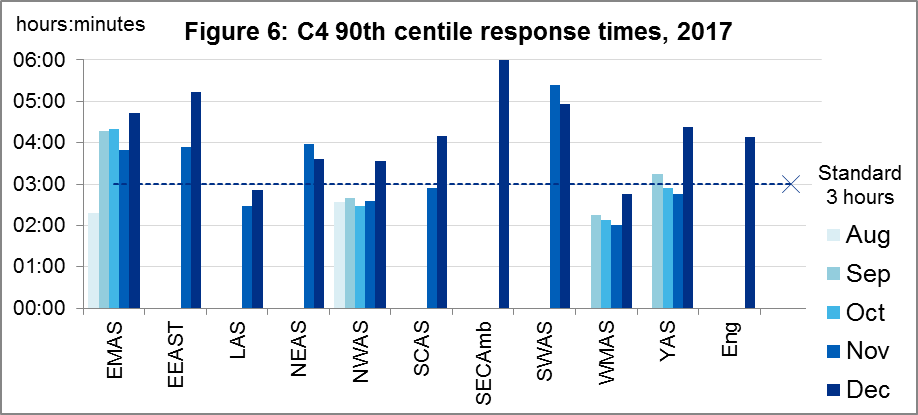 hours:minutes
Figure 6: C4 90th centile response times, 2017
06:00
05:00
04:00
03:00
02:00
01:00
00:00
EMAS
EEAST
LAS
NEAS
NWAS
SCAS
SECAmb
SWAS
WMAS
YAS
Eng
Standard
3 hours
Aug
Sep
Oct
Nov
Dec